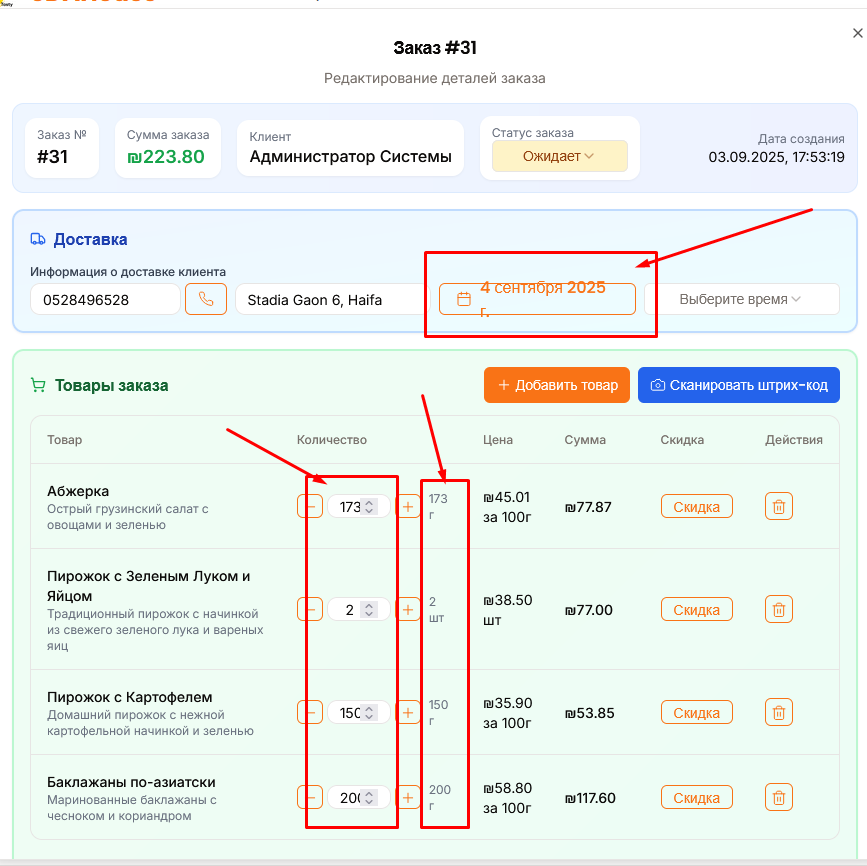 Заказ #31
Редактирование деталей заказа
Заказ №
#31
Сумма заказа
₪223.80
Клиент
Администратор Системы
Статус заказа
Ожидает
Дата создания
03.09.2025, 17:53:19
Доставка
Информация о доставке клиента
0528496528
Stadia Gaon 6, Haifa
4 сентября 2025
г.
Выберите время
Товары заказа
+ Добавить товар
Сканировать штрих-код
Товар
Количество
Цена
Сумма
Скидка
Действия
Абжерка
Острый грузинский салат с
овощами и зеленью
173
173
г
₪45.01
за 100г
₪77.87
Скидка
Пирожок с Зеленым Луком и
Яйцом
Традиционный пирожок с начинкой
из свежего зеленого лука и вареных
яиц
2
2
шт
₪38.50
шт
₪77.00
Скидка
Пирожок с Картофелем
Домашний пирожок с нежной
картофельной начинкой и зеленью
150
150
г
₪35.90
за 100г
₪53.85
Скидка
Баклажаны по-азиатски
Маринованные баклажаны с
чесноком и кориандром
200
200
г
₪58.80
за 100г
₪117.60
Скидка